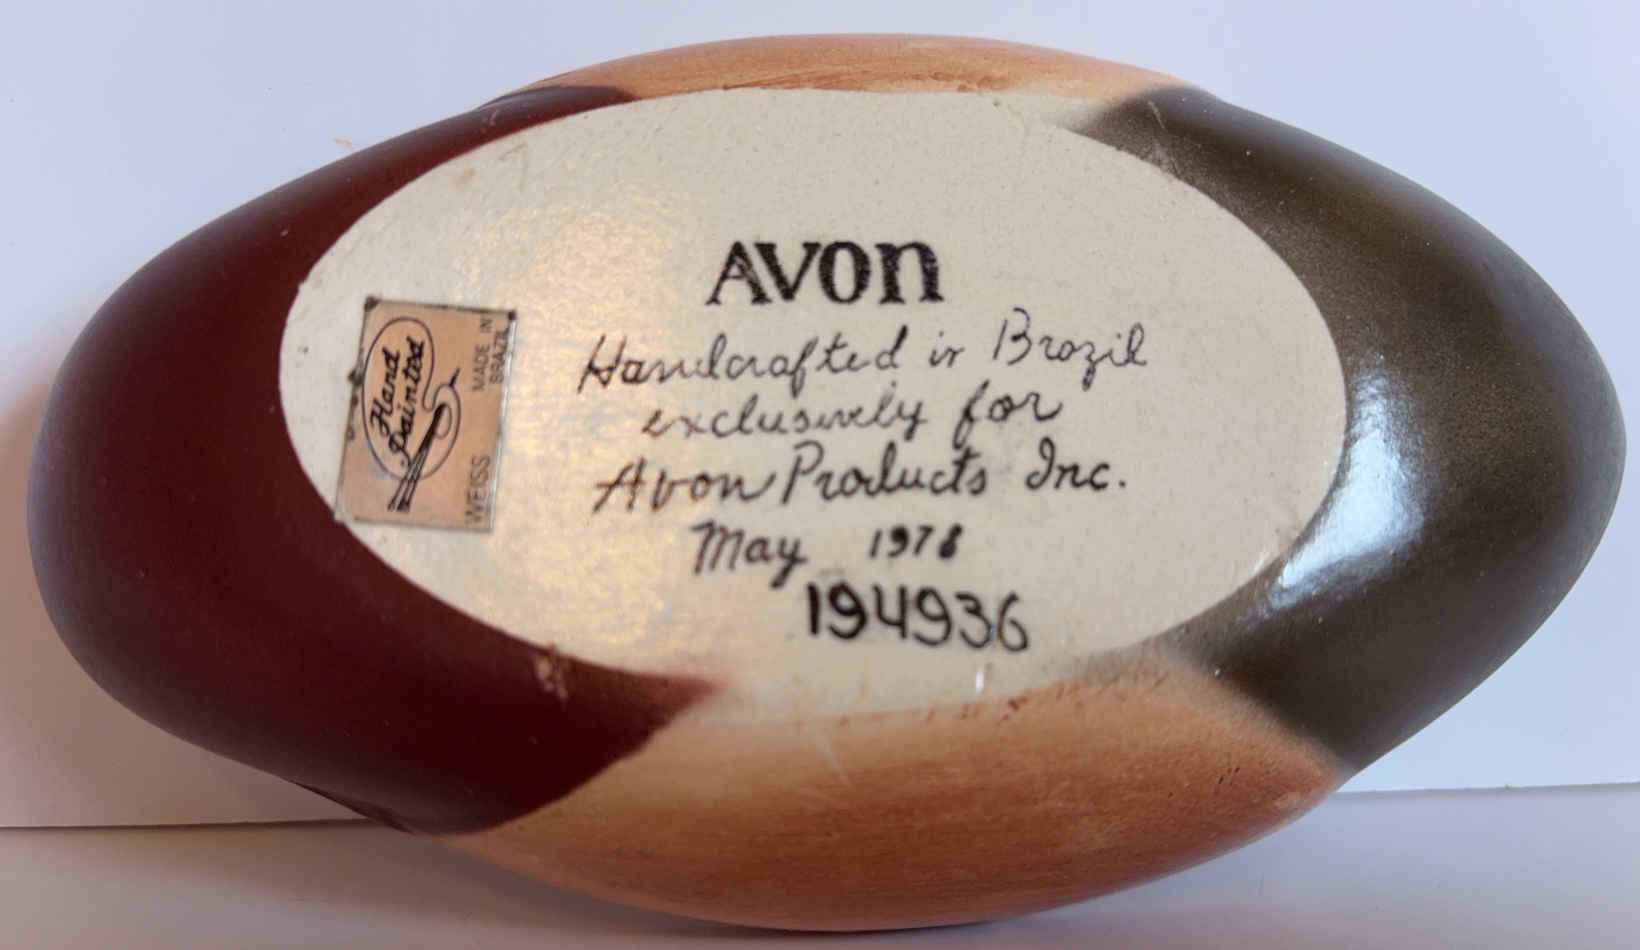 AVON
Handcrafted in Brazil
exclusively for
Avon Products Inc.
May 1978
194936
Hand
Painted
WEISS MADE IN
BRAZIL